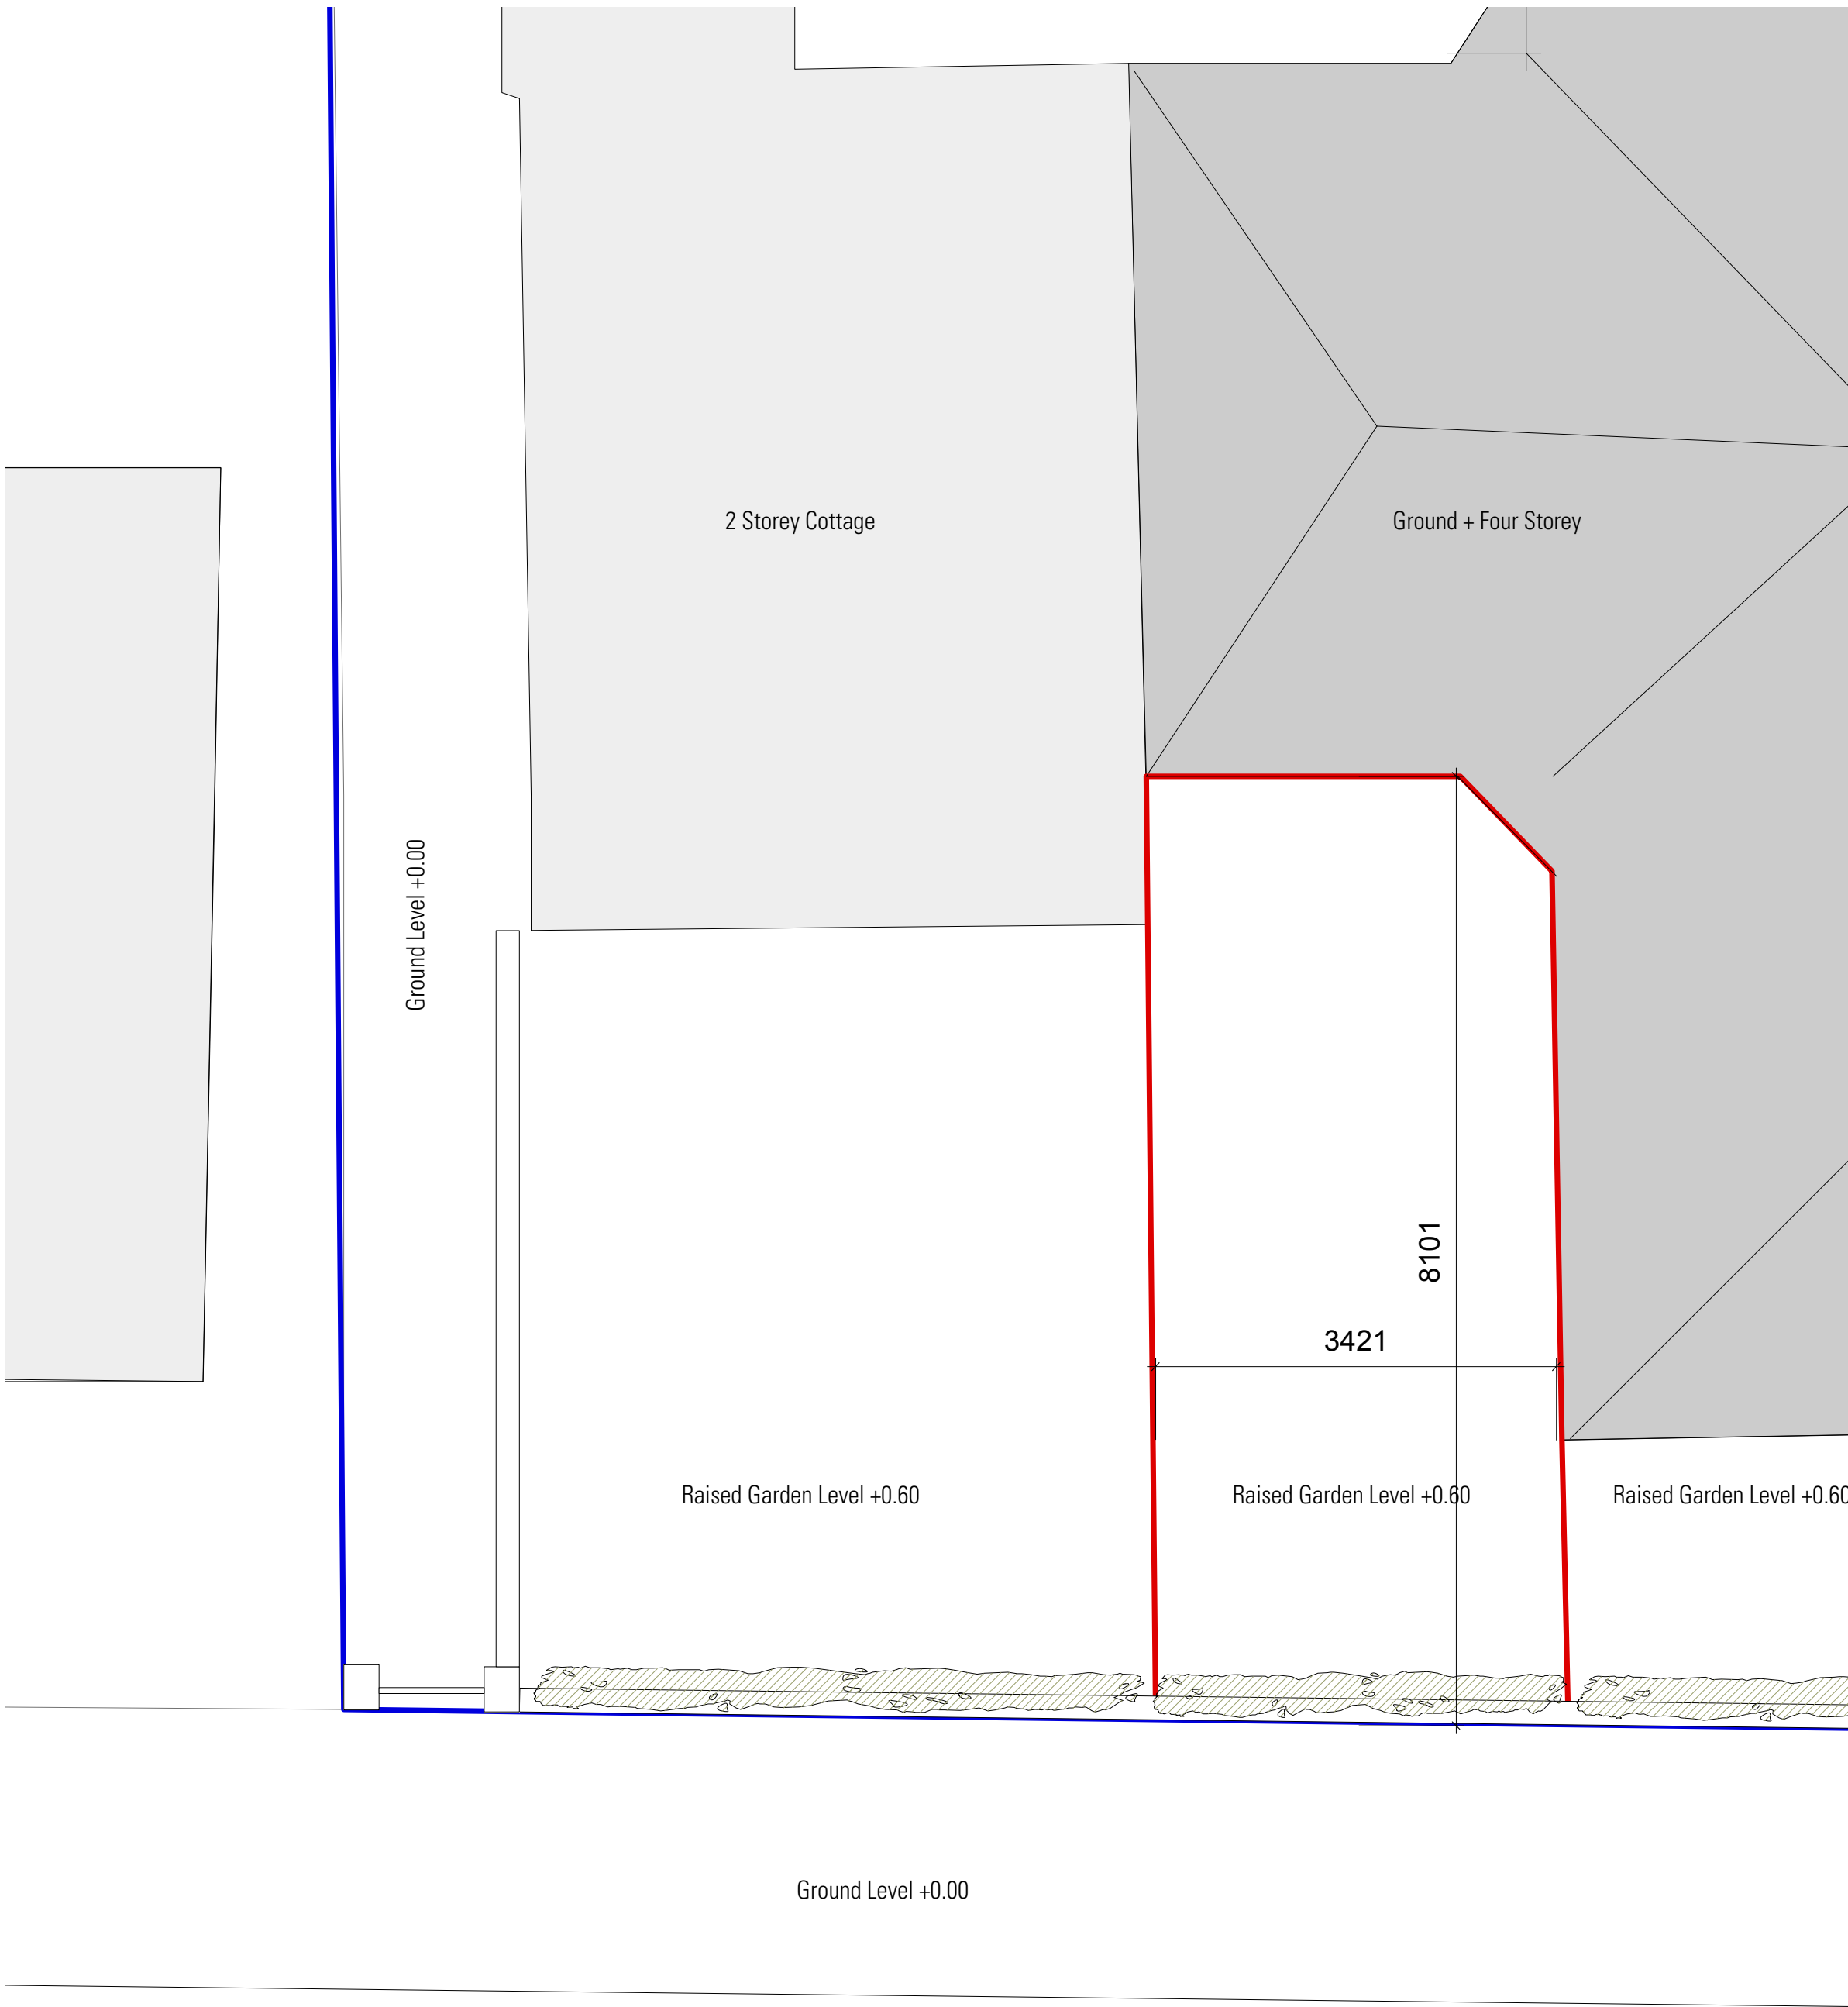 2 Storey Cottage
Ground + Four Storey
Ground Level +0.00
8101
3421
Raised Garden Level +0.60
Raised Garden Level +0.60
Raised Garden Level +0.60
Ground Level +0.00